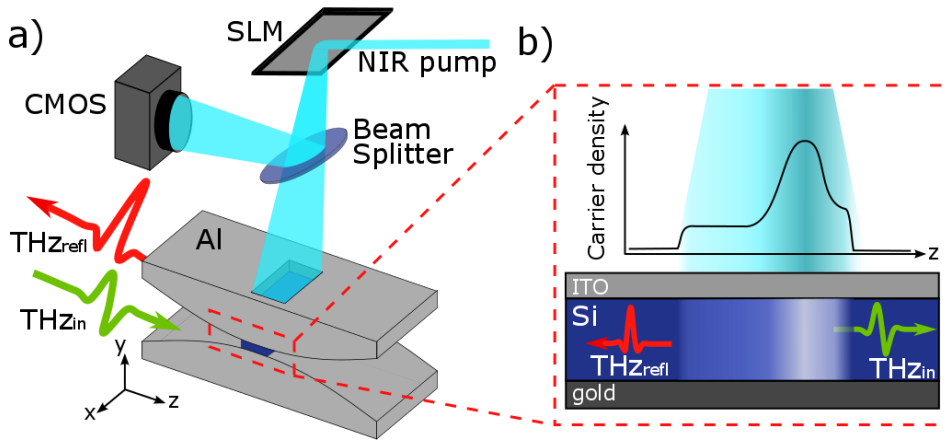 a)
SLM
NIR pump
CMOS
Beam
Splitter
Al
THzrefl
THzin
y
x
z
b)
Carrier density
z
ITO
Si
THzrefl
THzin
gold